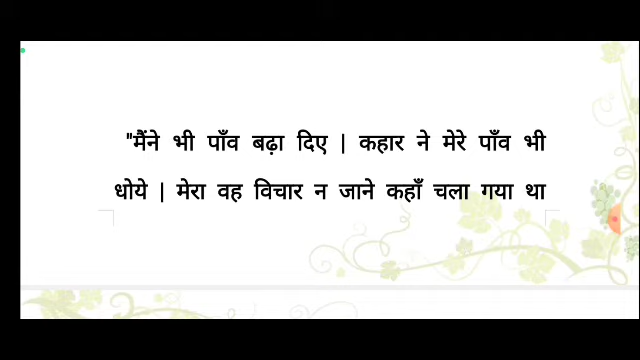 "मैंने भी पाँव बढ़ा दिए | कहार ने मेरे पाँव भी
धोये | मेरा वह विचार न जाने कहाँ चला गया था